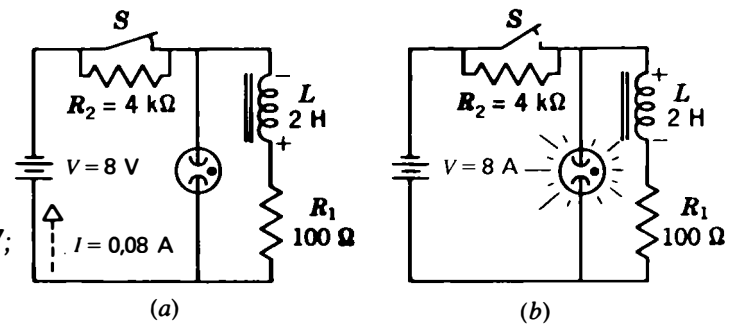 S
R₂ = 4 kΩ
−
L
2 H
+
V = 8 V
R₁
100 Ω
I = 0,08 A
(a)
S
R₂ = 4 kΩ
+
L
2 H
−
V = 8 A
R₁
100 Ω
(b)